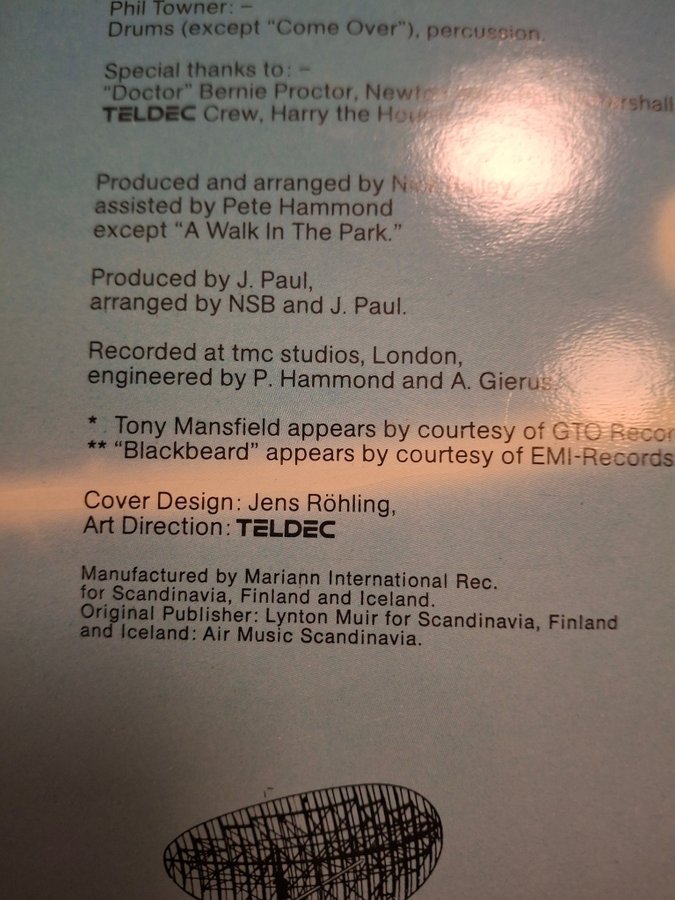 Phil Towner: –
Drums (except "Come Over"), percussion.
Special thanks to: –
"Doctor" Bernie Proctor, Marshall
TELDEC Crew, Harry the
Produced and arranged by
assisted by Pete Hammond
except "A Walk In The Park."
Produced by J. Paul,
arranged by NSB and J. Paul.
Recorded at tmc studios, London,
engineered by P. Hammond and A. Gierus.
* Tony Mansfield appears by courtesy of GTO Recor
** "Blackbeard" appears by courtesy of EMI-Records
Cover Design: Jens Röhling,
Art Direction: TELDEC
Manufactured by Mariann International Rec.
for Scandinavia, Finland and Iceland.
Original Publisher: Lynton Muir for Scandinavia, Finland
and Iceland: Air Music Scandinavia.